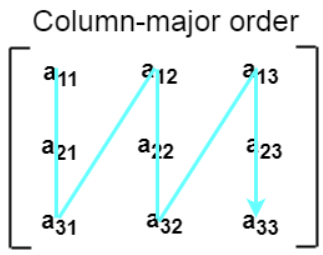 Column-major order
a11 a12 a13
a21 a22 a23
a31 a32 a33